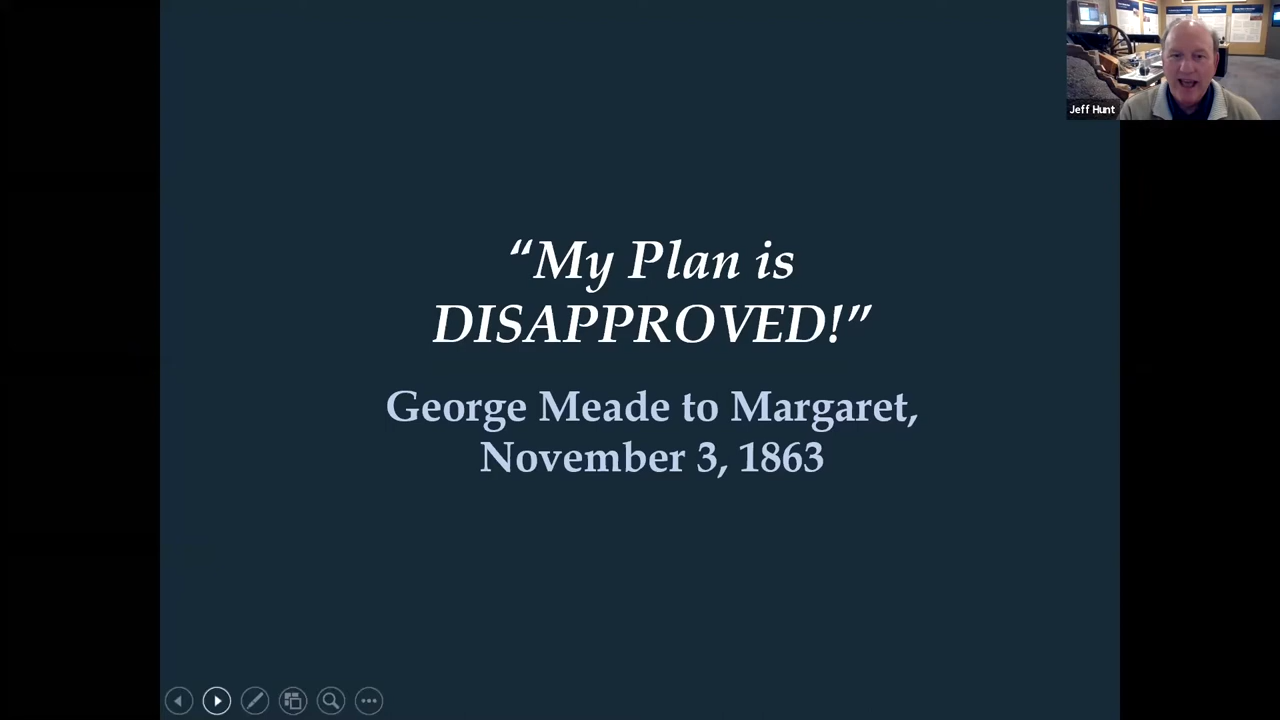 Jeff Hunt
“My Plan is
DISAPPROVED!”
George Meade to Margaret,
November 3, 1863